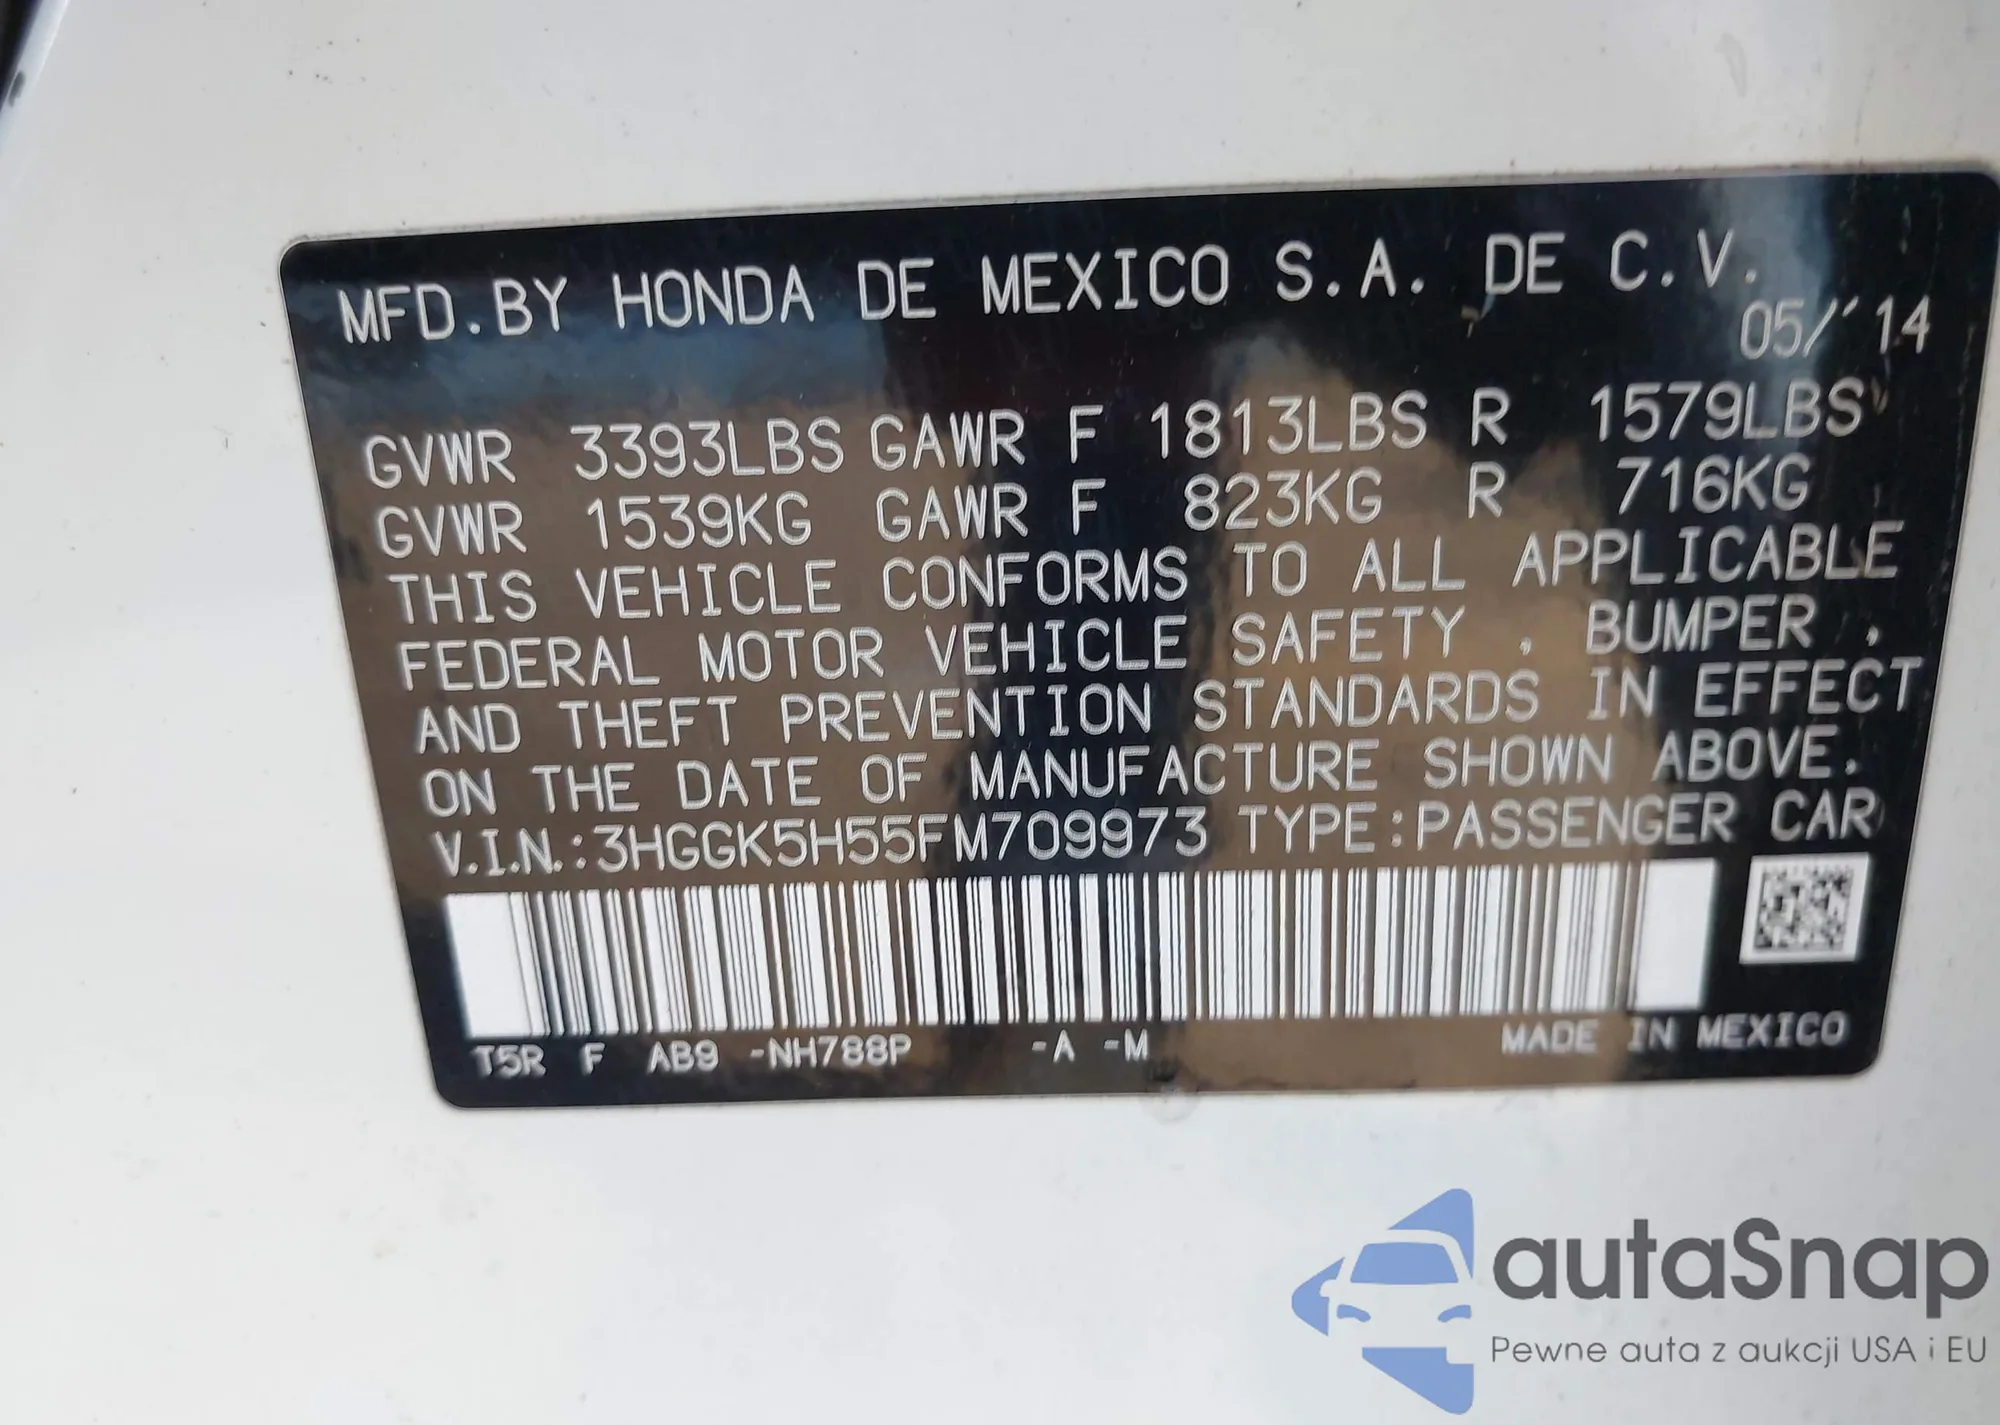 MFD. BY HONDA DE MEXICO S.A. DE C.V.
05/'14
GVWR 3393LBS GAWR F 1813LBS R 1579LBS
GVWR 1539KG GAWR F 823KG R 716KG
THIS VEHICLE CONFORMS TO ALL APPLICABLE
FEDERAL MOTOR VEHICLE SAFETY, BUMPER,
AND THEFT PREVENTION STANDARDS IN EFFECT
ON THE DATE OF MANUFACTURE SHOWN ABOVE.
V.I.N.:3HGGK5H55FM709973 TYPE:PASSENGER CAR
T5R F AB9 -NH788P -A -M MADE IN MEXICO
autaSnap
Pewne auta z aukcji USA i EU